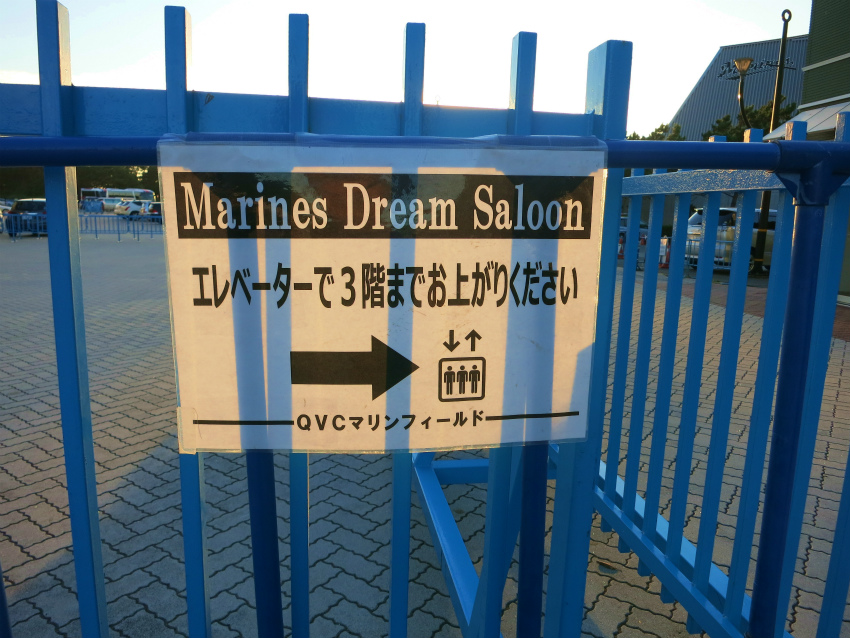 Marines Dream Saloon
エレベーターで3階までお上がりください
QVCマリンフィールド